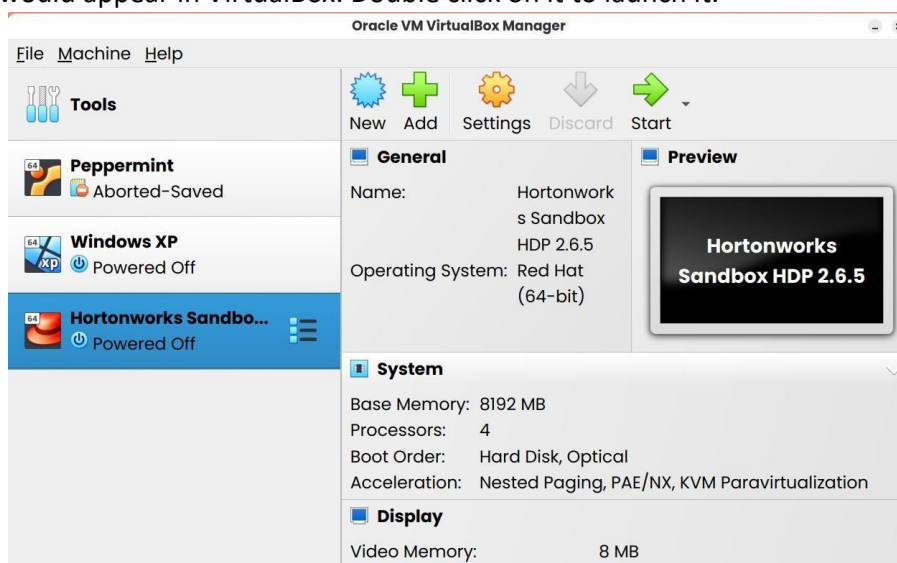 would appear in VirtualBox. Double click on it to launch it.
Oracle VM VirtualBox Manager
File Machine Help
Tools
New Add Settings Discard Start
64 Peppermint
Aborted-Saved
64 Windows XP
XP Powered Off
64 Hortonworks Sandbo...
Powered Off
General
Name: Hortonwork
s Sandbox
HDP 2.6.5
Operating System: Red Hat
(64-bit)
Preview
Hortonworks
Sandbox HDP 2.6.5
System
Base Memory: 8192 MB
Processors: 4
Boot Order: Hard Disk, Optical
Acceleration: Nested Paging, PAE/NX, KVM Paravirtualization
Display
Video Memory: 8 MB